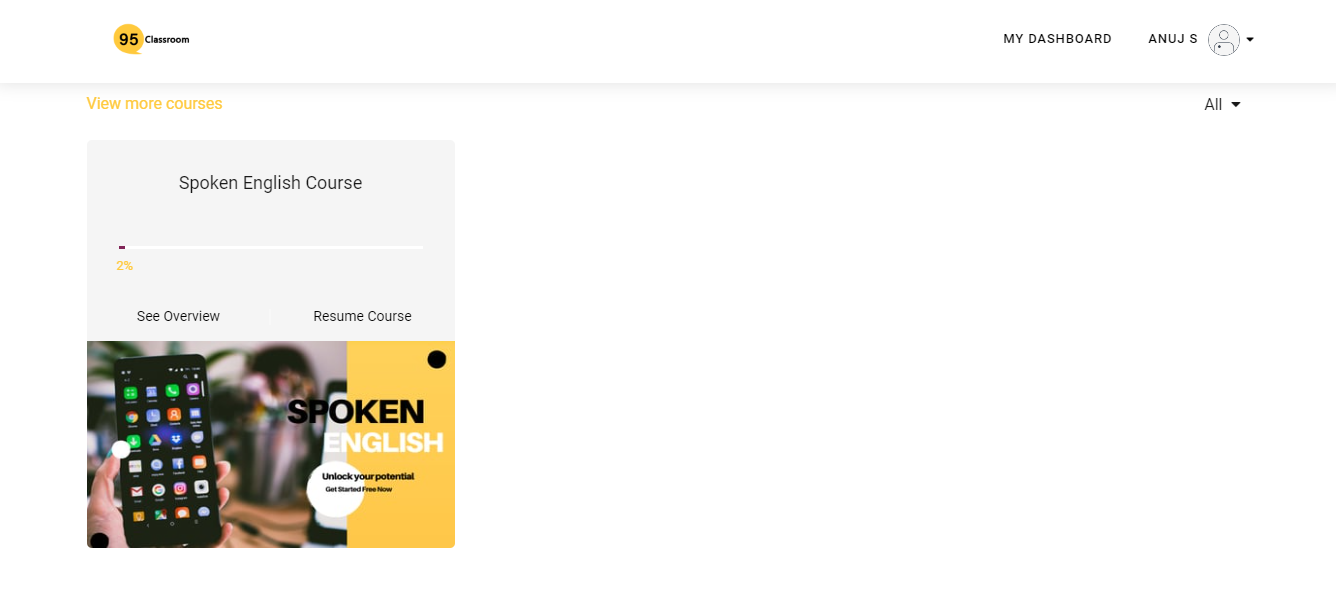 95 Classroom
MY DASHBOARD
ANUJ S
View more courses
All
Spoken English Course
2%
See Overview
Resume Course
SPOKEN
ENGLISH
Unlock your potential
Get Started Free Now